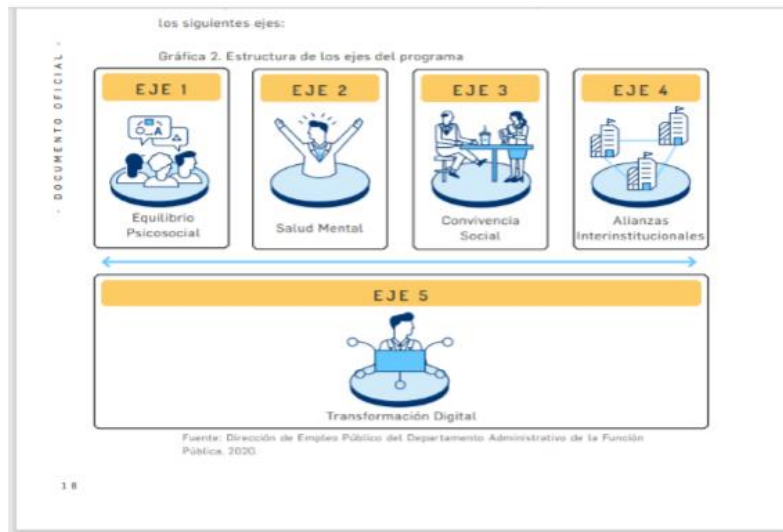 los siguientes ejes:
- DOCUMENTO OFICIAL -
Gráfica 2. Estructura de los ejes del programa
EJE 1
Equilibrio
Psicosocial
EJE 2
Salud Mental
EJE 3
Convivencia
Social
EJE 4
Alianzas
Interinstitucionales
EJE 5
Transformación Digital
Fuente: Dirección de Empleo Público del Departamento Administrativo de la Función
Pública, 2020.
18